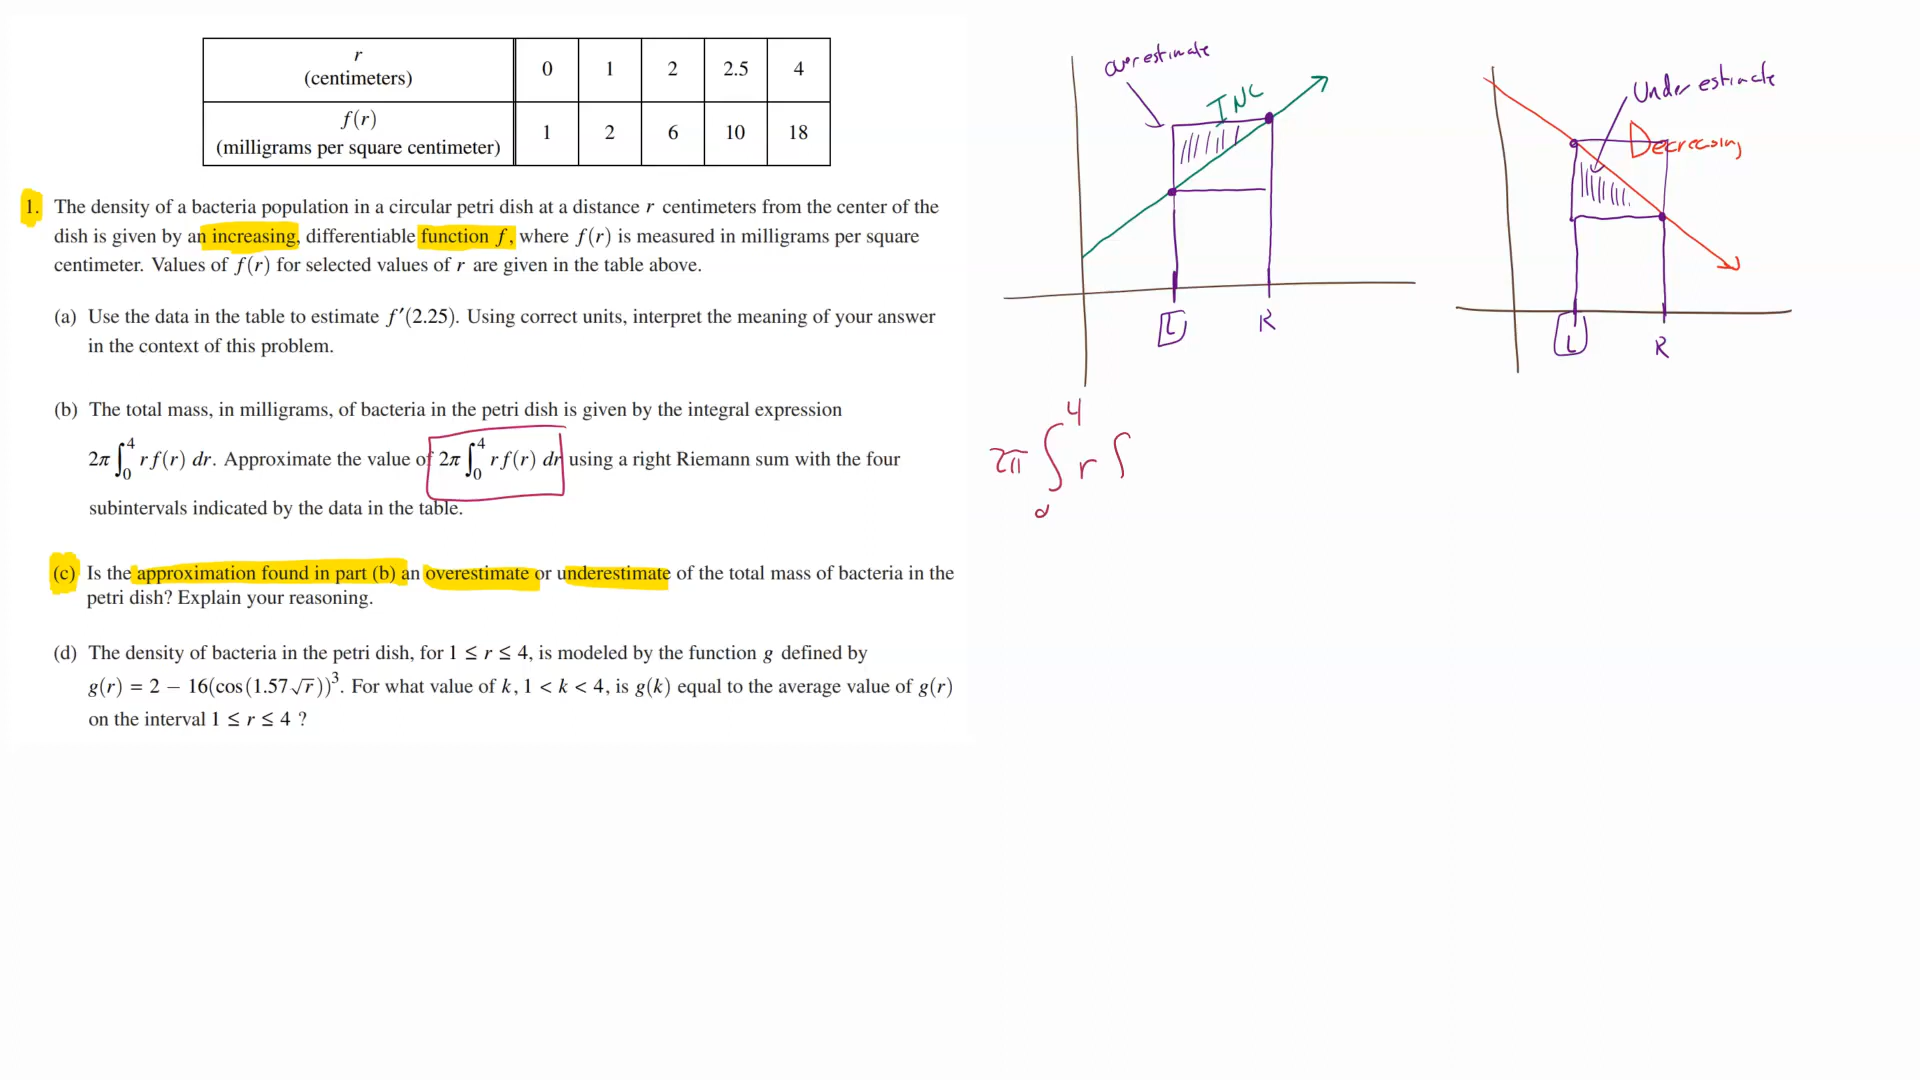 r
(centimeters) 0 1 2 2.5 4
f(r)
(milligrams per square centimeter) 1 2 6 10 18
1. The density of a bacteria population in a circular petri dish at a distance r centimeters from the center of the
dish is given by an increasing, differentiable function f, where f(r) is measured in milligrams per square
centimeter. Values of f(r) for selected values of r are given in the table above.
(a) Use the data in the table to estimate f′(2.25). Using correct units, interpret the meaning of your answer
in the context of this problem.
(b) The total mass, in milligrams, of bacteria in the petri dish is given by the integral expression
2π ∫₀⁴ r f(r) dr. Approximate the value of 2π ∫₀⁴ r f(r) dr using a right Riemann sum with the four
subintervals indicated by the data in the table.
(c) Is the approximation found in part (b) an overestimate or underestimate of the total mass of bacteria in the
petri dish? Explain your reasoning.
(d) The density of bacteria in the petri dish, for 1 ≤ r ≤ 4, is modeled by the function g defined by
g(r) = 2 − 16(cos(1.57√r))³. For what value of k, 1 < k < 4, is g(k) equal to the average value of g(r)
on the interval 1 ≤ r ≤ 4 ?
overestimate
INC
L R
Underestimate
Decreasing
L R
2π ∫₀⁴ r ∫